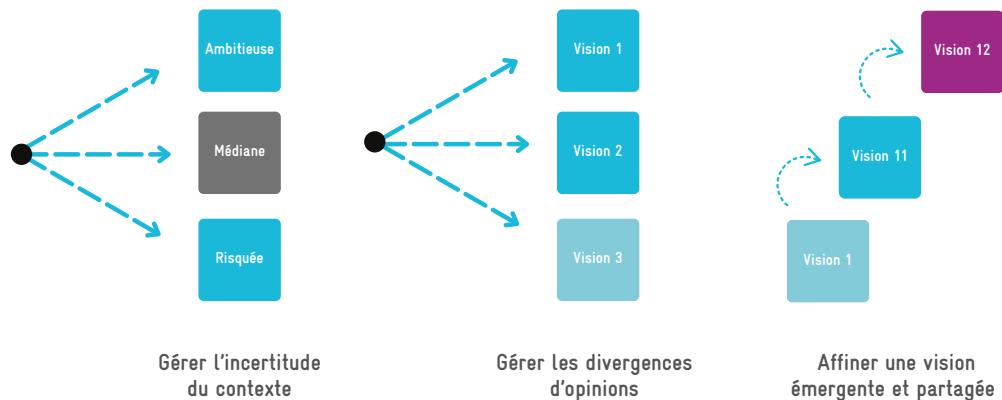 Ambitieuse
Médiane
Risquée
Gérer l'incertitude
du contexte
Vision 1
Vision 2
Vision 3
Gérer les divergences
d'opinions
Vision 12
Vision 11
Vision 1
Affiner une vision
émergente et partagée